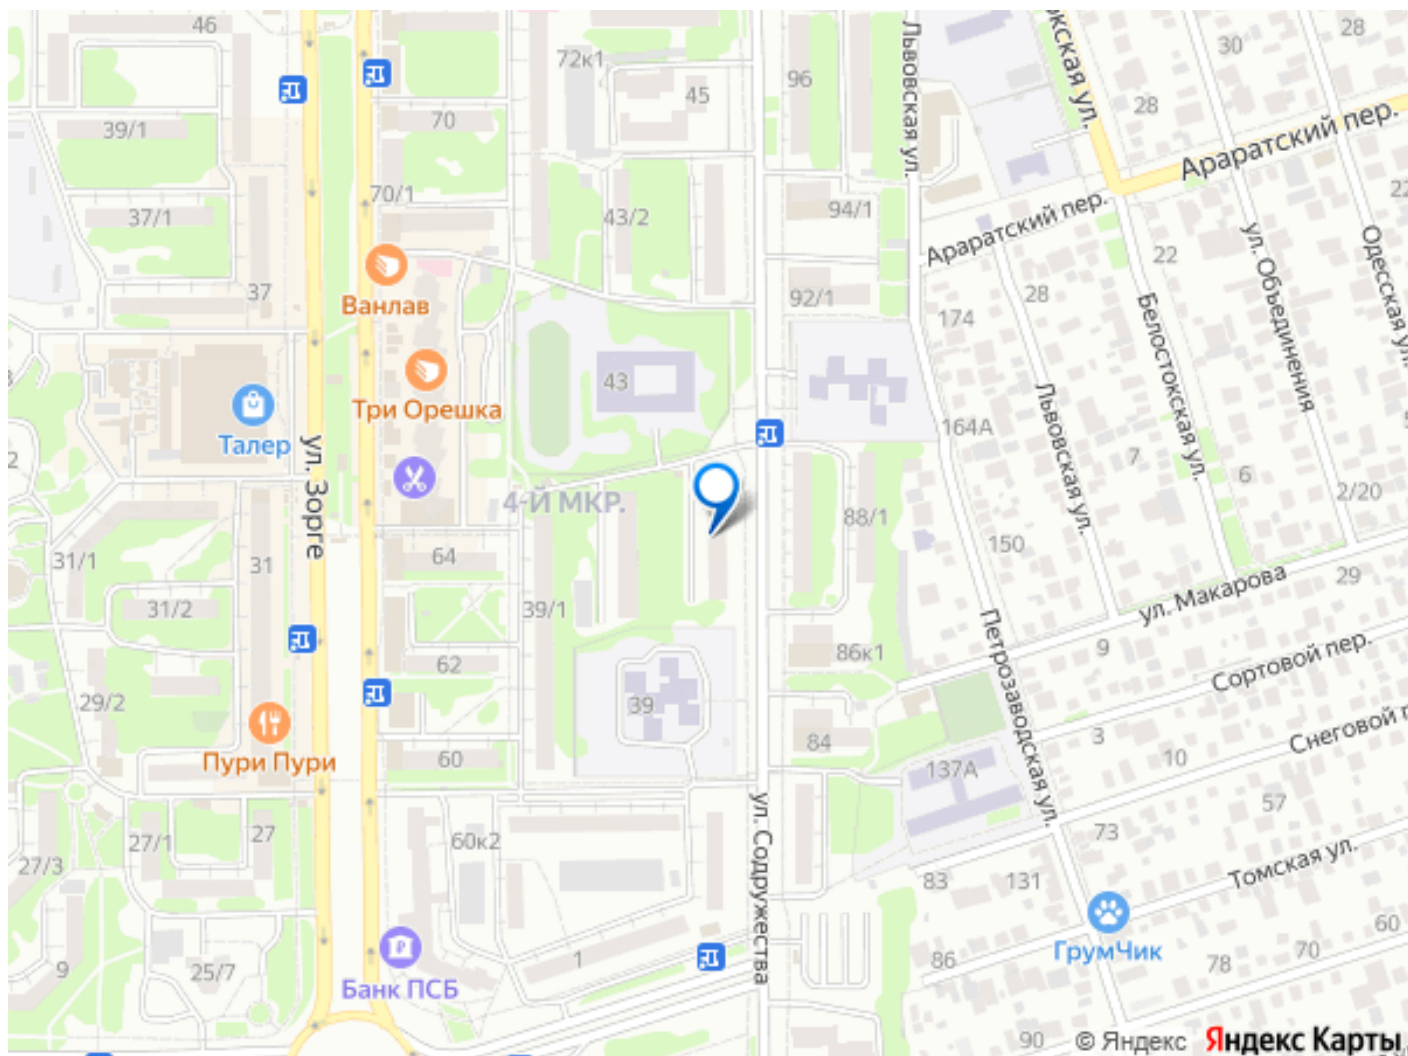 46
72к1
45
96
30
28
39/1
70
28
Львовская ул.
окская ул.
Араратский пер.
70/1
37/1
43/2
94/1
Араратский пер.
22
ул. Объединения
Одесская ул.
37
Ванлав
92/1
174
28
Белостокская ул.
43
Три Орешка
Талер
164А
Львовская ул.
7
6
2/20
ул. Зорге
4-Й МКР.
88/1
31/1
31
64
150
31/2
39/1
ул. Макарова
29
62
86к1
9
Петрозаводская ул.
Сортовой пер.
29/2
39
84
3
10
Снеговой п
Пури Пури
60
137А
57
27/1
27
60к2
ул. Содружества
73
27/3
83
131
Томская ул.
9
25/7
1
86
ГрумЧик
78
70
60
Банк ПСБ
90
© Яндекс Яндекс Карты